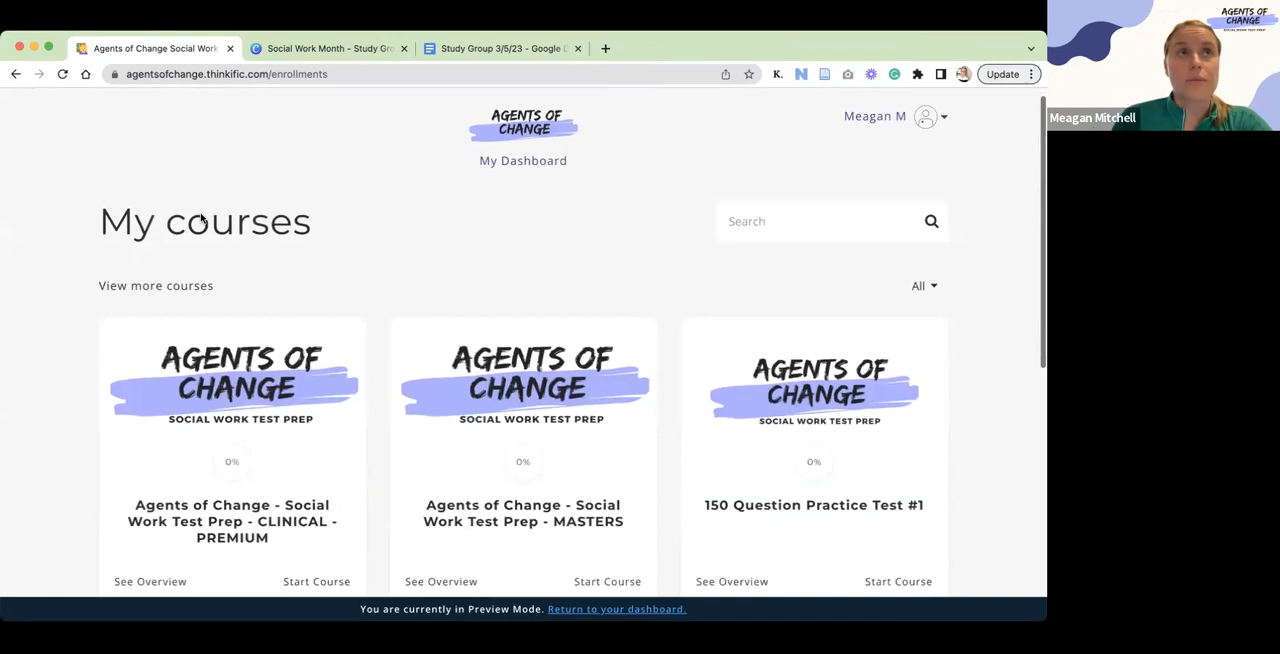 Agents of Change Social Work
Social Work Month - Study Gro
Study Group 3/5/23 - Google D
agentsofchange.thinkific.com/enrollments
K.
N
Update
AGENTS OF
CHANGE
SOCIAL WORK TEST PREP
Meagan Mitchell
AGENTS OF
CHANGE
Meagan M
My Dashboard
My courses
Search
View more courses
All
AGENTS OF
CHANGE
SOCIAL WORK TEST PREP
0%
Agents of Change - Social
Work Test Prep - CLINICAL -
PREMIUM
See Overview
Start Course
AGENTS OF
CHANGE
SOCIAL WORK TEST PREP
0%
Agents of Change - Social
Work Test Prep - MASTERS
See Overview
Start Course
AGENTS OF
CHANGE
SOCIAL WORK TEST PREP
0%
150 Question Practice Test #1
See Overview
Start Course
You are currently in Preview Mode. Return to your dashboard.